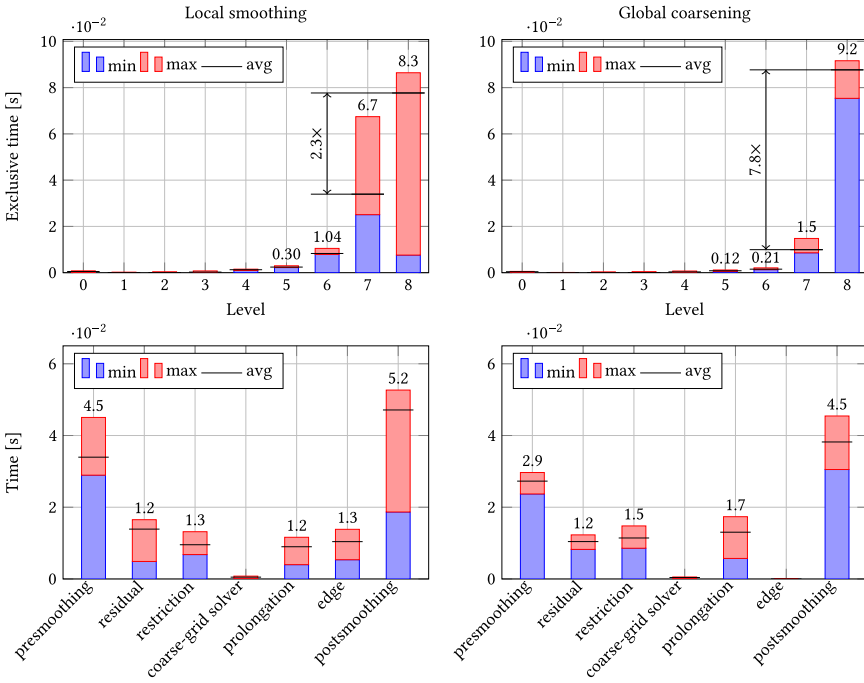 Local smoothing
Global coarsening
·10⁻²
·10⁻²
Exclusive time [s]
10
8
6
4
2
0
min max avg
2.3×
0.30
1.04
6.7
8.3
0 1 2 3 4 5 6 7 8
10
8
6
4
2
0
min max avg
7.8×
0.12
0.21
1.5
9.2
0 1 2 3 4 5 6 7 8
Level
Level
·10⁻²
·10⁻²
Time [s]
6
4
2
0
min max avg
4.5
1.2
1.3
1.2
1.3
5.2
presmoothing
residual
restriction
coarse-grid solver
prolongation
edge
postsmoothing
6
4
2
0
min max avg
2.9
1.2
1.5
1.7
4.5
presmoothing
residual
restriction
coarse-grid solver
prolongation
edge
postsmoothing